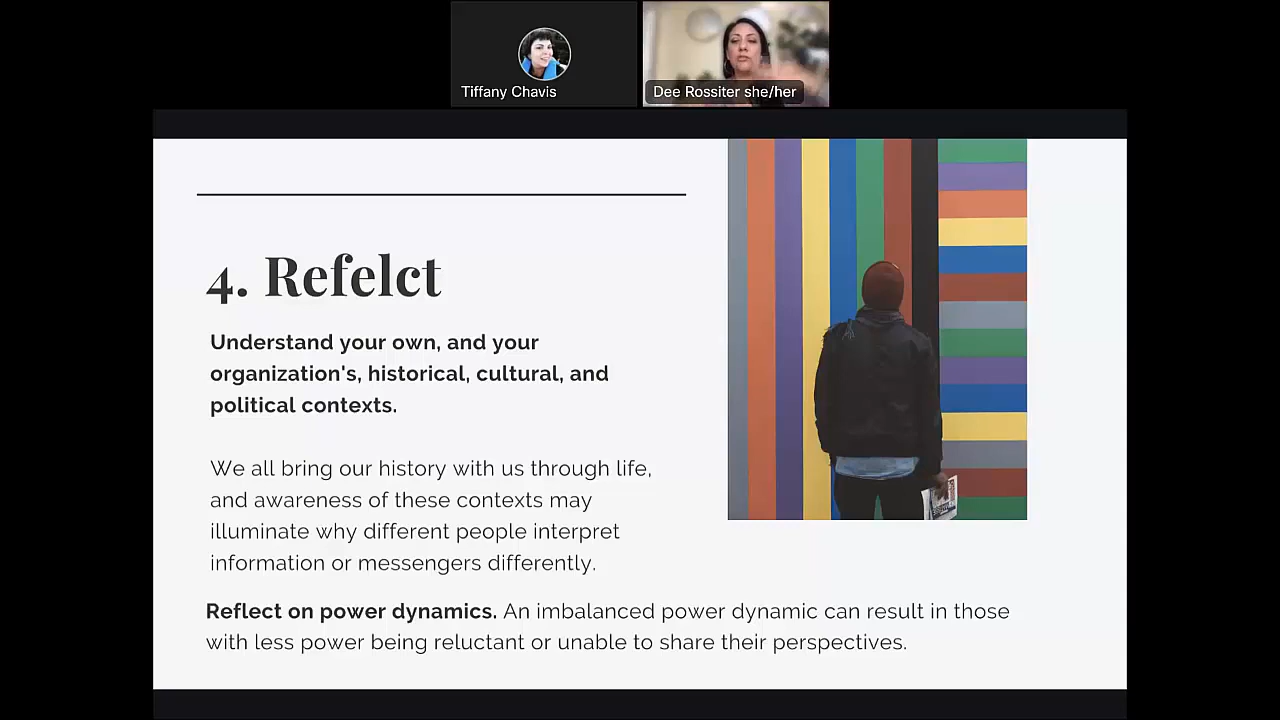 Tiffany Chavis
Dee Rossiter she/her
4. Refelct
Understand your own, and your
organization's, historical, cultural, and
political contexts.
We all bring our history with us through life,
and awareness of these contexts may
illuminate why different people interpret
information or messengers differently.
Reflect on power dynamics. An imbalanced power dynamic can result in those
with less power being reluctant or unable to share their perspectives.